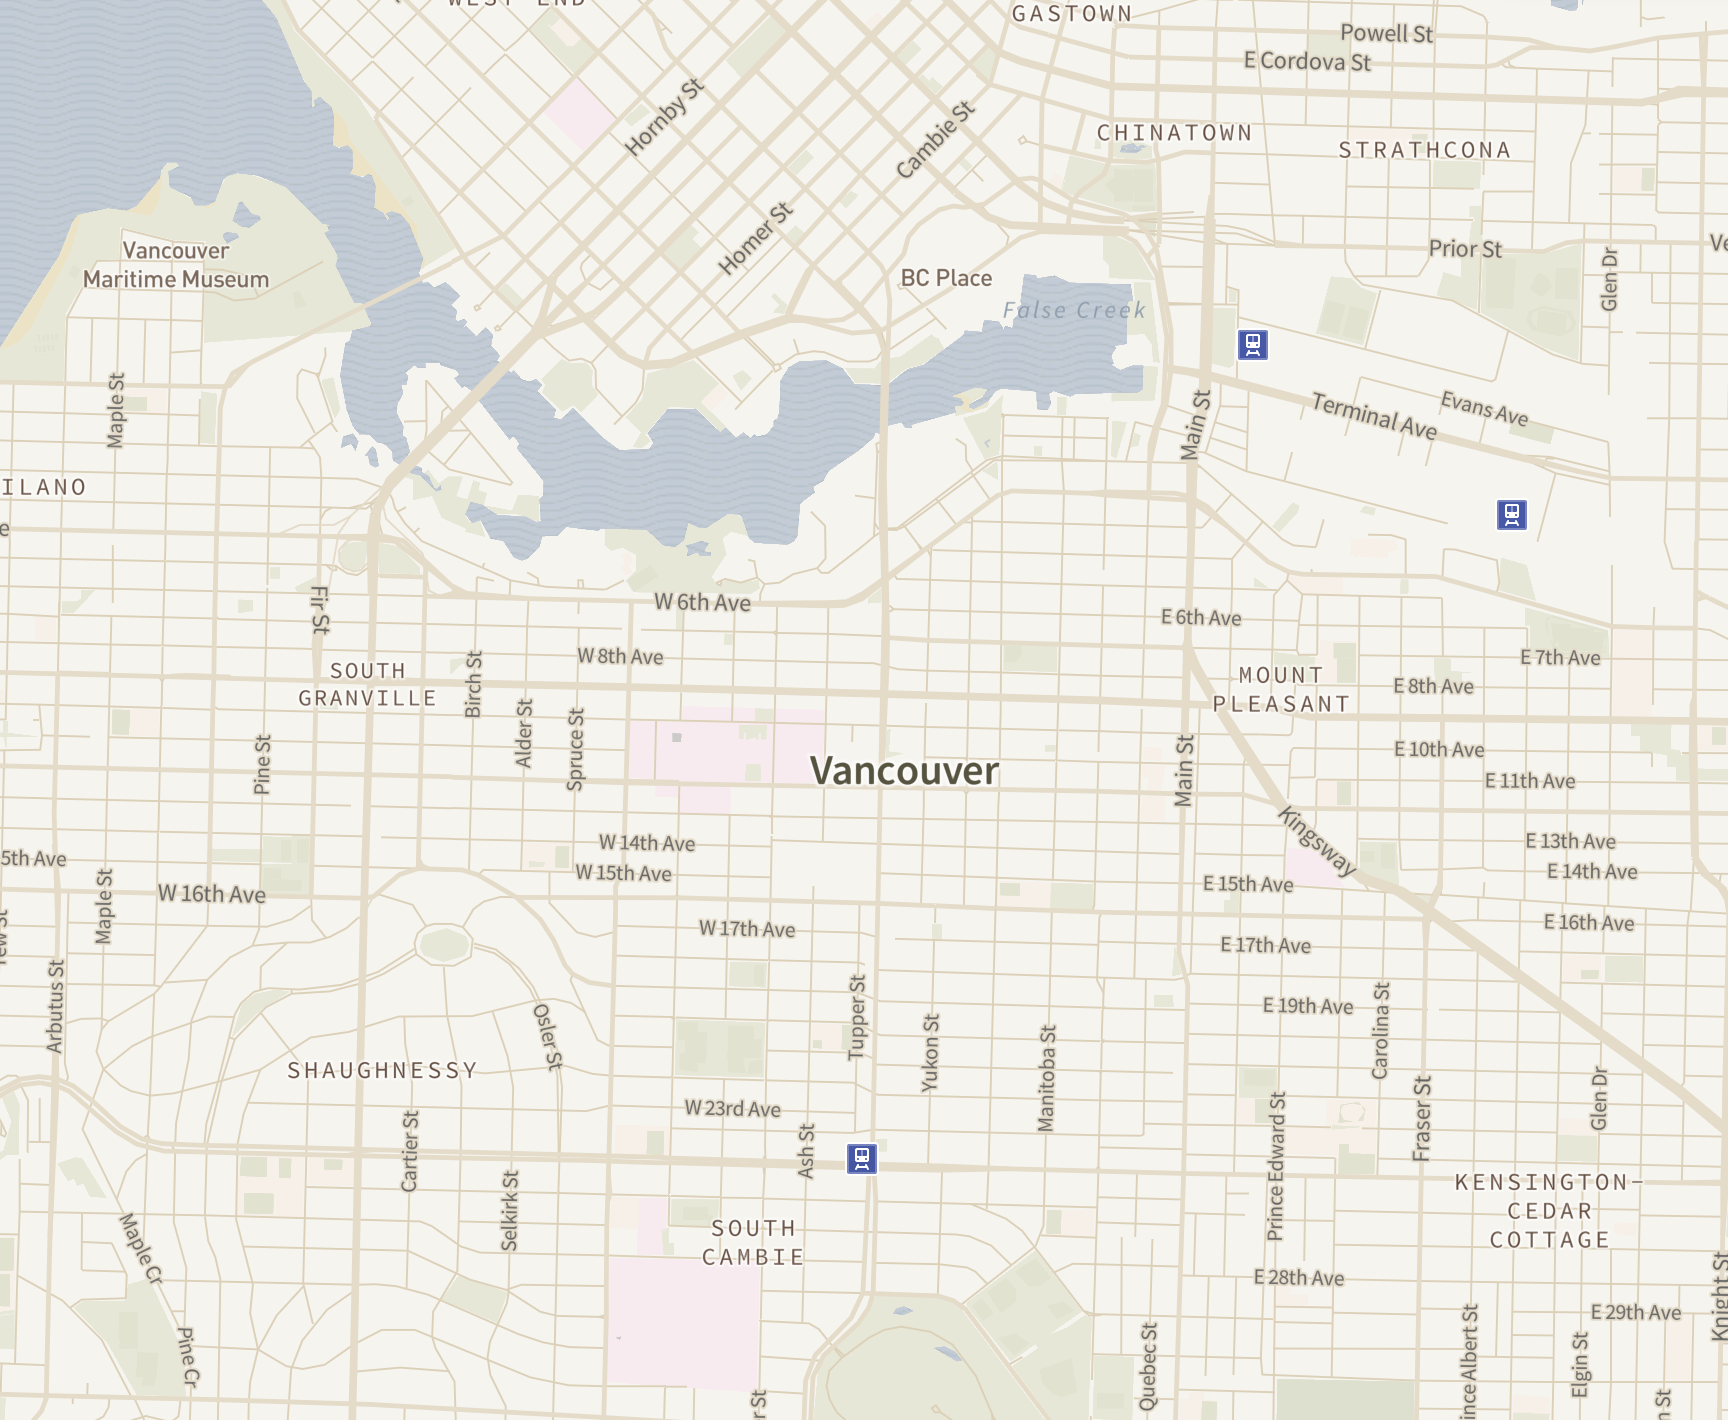 WEST END
GASTOWN
Powell St
E Cordova St
Hornby St
Cambie St
CHINATOWN
STRATHCONA
Homer St
Vancouver
Maritime Museum
BC Place
False Creek
Prior St
Glen Dr
Maple St
Main St
Terminal Ave
Evans Ave
ILANO
Fir St
W 6th Ave
E 6th Ave
W 8th Ave
E 7th Ave
SOUTH
GRANVILLE
Birch St
MOUNT
PLEASANT
E 8th Ave
Alder St
Spruce St
Pine St
Vancouver
Main St
E 10th Ave
E 11th Ave
Kingsway
W 14th Ave
E 13th Ave
5th Ave
W 15th Ave
E 14th Ave
E 15th Ave
W 16th Ave
Maple St
W 17th Ave
E 16th Ave
E 17th Ave
Arbutus St
Osler St
Tupper St
Yukon St
Manitoba St
E 19th Ave
Carolina St
SHAUGHNESSY
W 23rd Ave
Cartier St
Ash St
Prince Edward St
Fraser St
Glen Dr
Selkirk St
KENSINGTON-
CEDAR
COTTAGE
SOUTH
CAMBIE
Maple Cr
E 28th Ave
E 29th Ave
Knight St
Pine Cr
Quebec St
ince Albert St
Elgin St